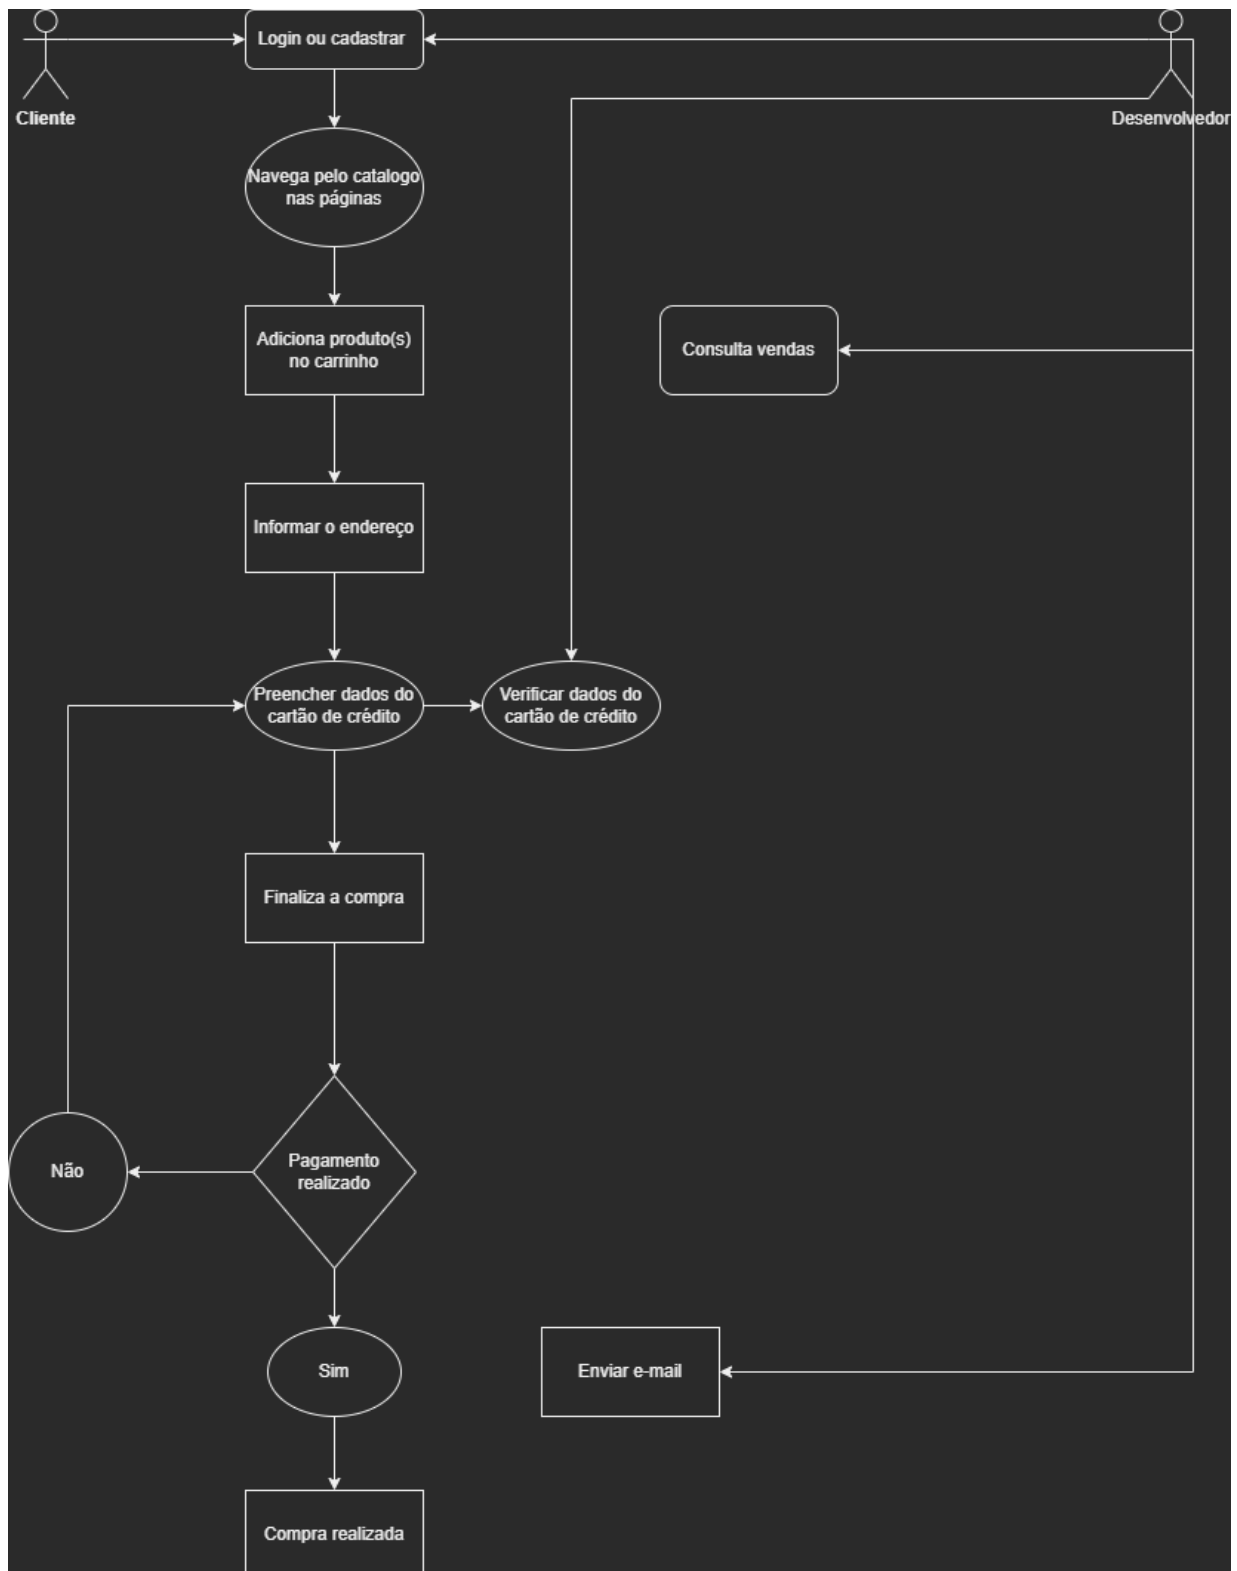 Login ou cadastrar
Cliente
Desenvolvedor
Navega pelo catalogo
nas páginas
Adiciona produto(s)
no carrinho
Consulta vendas
Informar o endereço
Preencher dados do
cartão de crédito
Verificar dados do
cartão de crédito
Finaliza a compra
Pagamento
realizado
Não
Sim
Enviar e-mail
Compra realizada